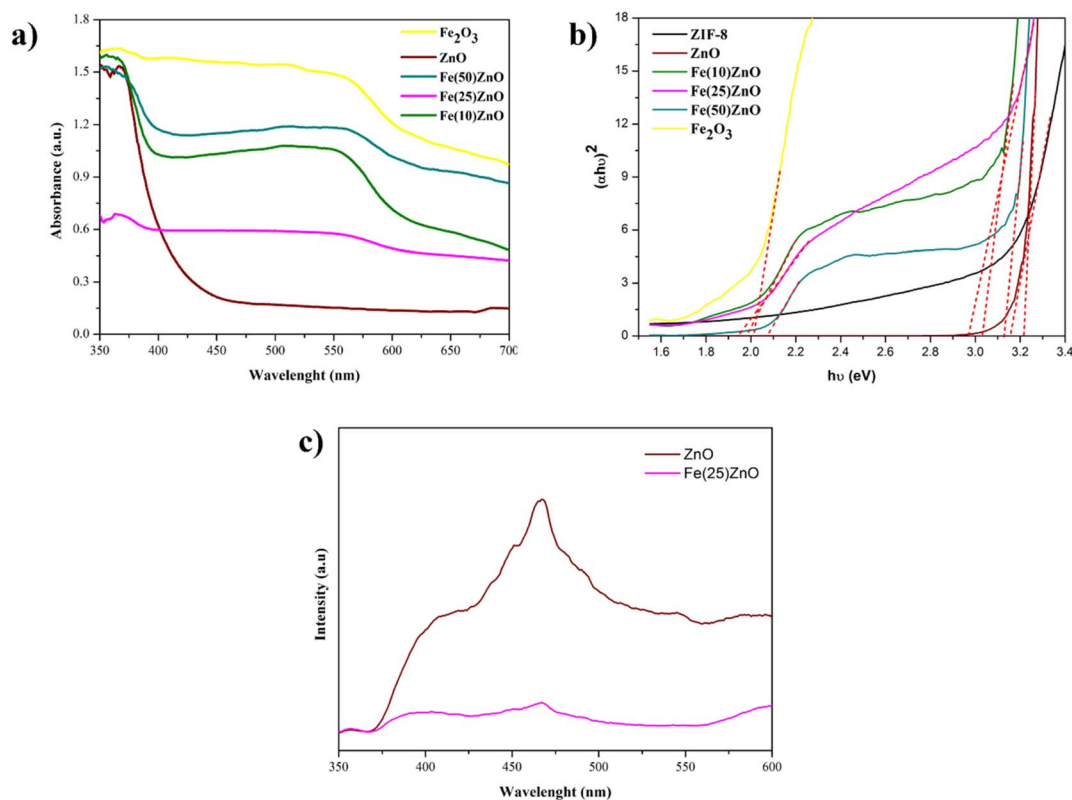 a)
1.8
1.5
1.2
0.9
0.6
0.3
0.0
Absorbance (a.u.)
350 400 450 500 550 600 650 700
Wavelenght (nm)
Fe2O3
ZnO
Fe(50)ZnO
Fe(25)ZnO
Fe(10)ZnO
b)
18
15
12
9
6
3
0
(αhυ)²
1.6 1.8 2.0 2.2 2.4 2.6 2.8 3.0 3.2 3.4
hυ (eV)
ZIF-8
ZnO
Fe(10)ZnO
Fe(25)ZnO
Fe(50)ZnO
Fe2O3
c)
Intensity (a.u)
350 400 450 500 550 600
Wavelenght (nm)
ZnO
Fe(25)ZnO